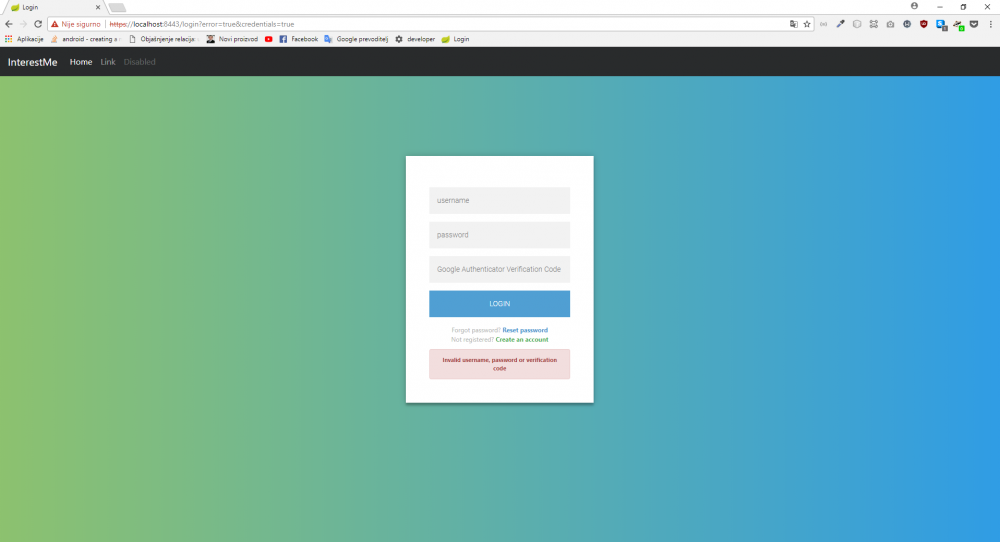 Login
Nije sigurno
https://localhost:8443/login?error=true&credentials=true
Aplikacije
android - creating a
Objašnjenje relacija
Novi proizvod
Facebook
Google prevoditelj
developer
Login
InterestMe
Home
Link
Disabled
username
password
Google Authenticator Verification Code
LOGIN
Forgot password? Reset password
Not registered? Create an account
Invalid username, password or verification
code